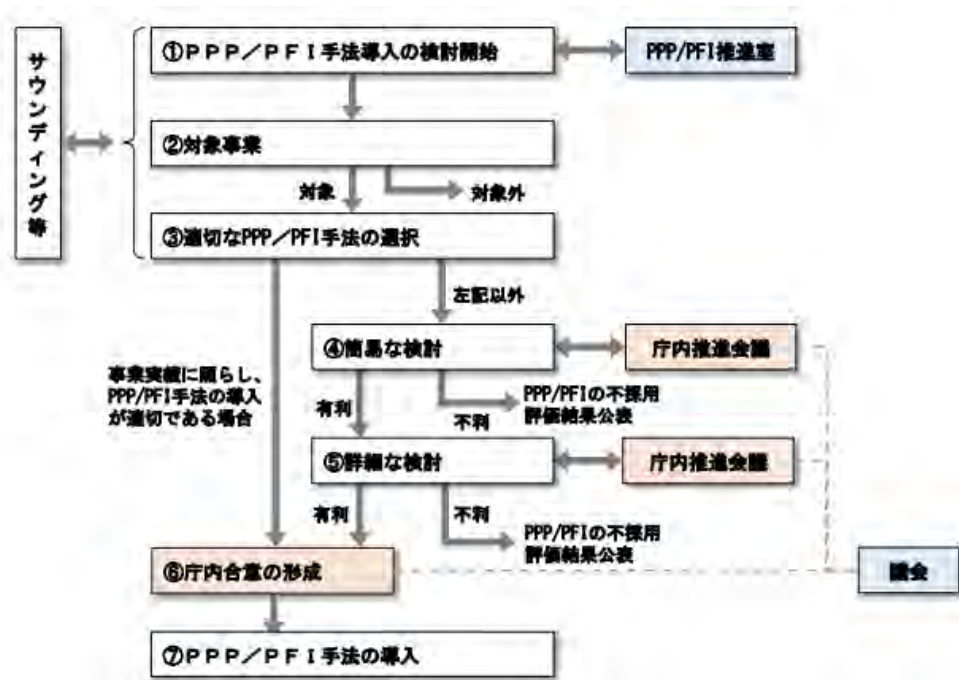 サウンディング等
①ＰＰＰ／ＰＦＩ手法導入の検討開始
PPP/PFI推進室
②対象事業
対象
対象外
③適切なPPP／PFI手法の選択
左記以外
④簡易な検討
庁内推進会議
事業実績に照らし、
PPP/PFI手法の導入
が適切である場合
有利
不利
PPP/PFIの不採用
評価結果公表
⑤詳細な検討
庁内推進会議
有利
不利
PPP/PFIの不採用
評価結果公表
⑥庁内合意の形成
議会
⑦ＰＰＰ／ＰＦＩ手法の導入